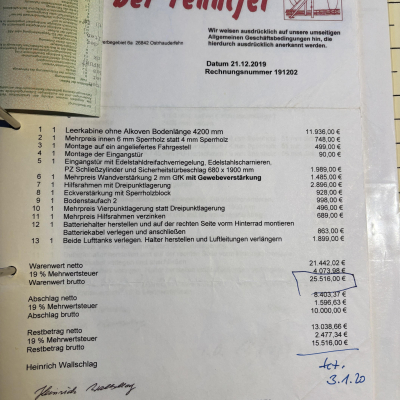 Wir weisen ausdrücklich auf unsere umseitigen
Allgemeinen Geschäftsbedingungen hin, die
hierdurch ausdrücklich anerkannt werden.
26842 Ostrhauderfehn
Datum 21.12.2019
Rechnungsnummer 191202
1 1 Leerkabine ohne Alkoven Bodenlänge 4200 mm 11.936,00 €
2 1 Mehrpreis innen 6 mm Sperrholz statt 4 mm Sperrholz 748,00 €
3 1 Montage auf ein angeliefertes Fahrgestell 499,00 €
4 1 Montage der Eingangstür 90,00 €
5 1 Eingangstür mit Edelstahldreifachverriegelung, Edelstahlscharnieren,
PZ Schließzylinder und Sicherheitstürbeschlag 680 x 1900 mm 1.989,00 €
6 1 Mehrpreis Wandverstärkung 2 mm GfK mit Gewebeverstärkung 1.485,00 €
7 1 Hilfsrahmen mit Dreipunktlagerung 2.896,00 €
8 1 Eckverstärkung mit Sperrholzblock 928,00 €
9 1 Bodenstaufach 2 998,00 €
10 1 Mehrpreis Vierpunktlagerung statt Dreipunktlagerung 496,00 €
11 1 Mehrpreis Hilfsrahmen verzinken 689,00 €
12 1 Batteriehalter herstellen und auf der rechten Seite vorm Hinterrad montieren
Batteriekabel verlegen und anschließen 863,00 €
13 1 Beide Lufttanks verlegen. Halter herstellen und Luftleitungen verlängern 1.899,00 €
Warenwert netto 21.442,02 €
19 % Mehrwertsteuer 4.073,98 €
Warenwert brutto 25.516,00 €
Abschlag netto 8.403,37 €
19 % Mehrwertsteuer 1.596,63 €
Abschlag brutto 10.000,00 €
Restbetrag netto 13.038,66 €
19 % Mehrwertsteuer 2.477,34 €
Restbetrag brutto 15.516,00 €
Heinrich Wallschlag
3.1.20